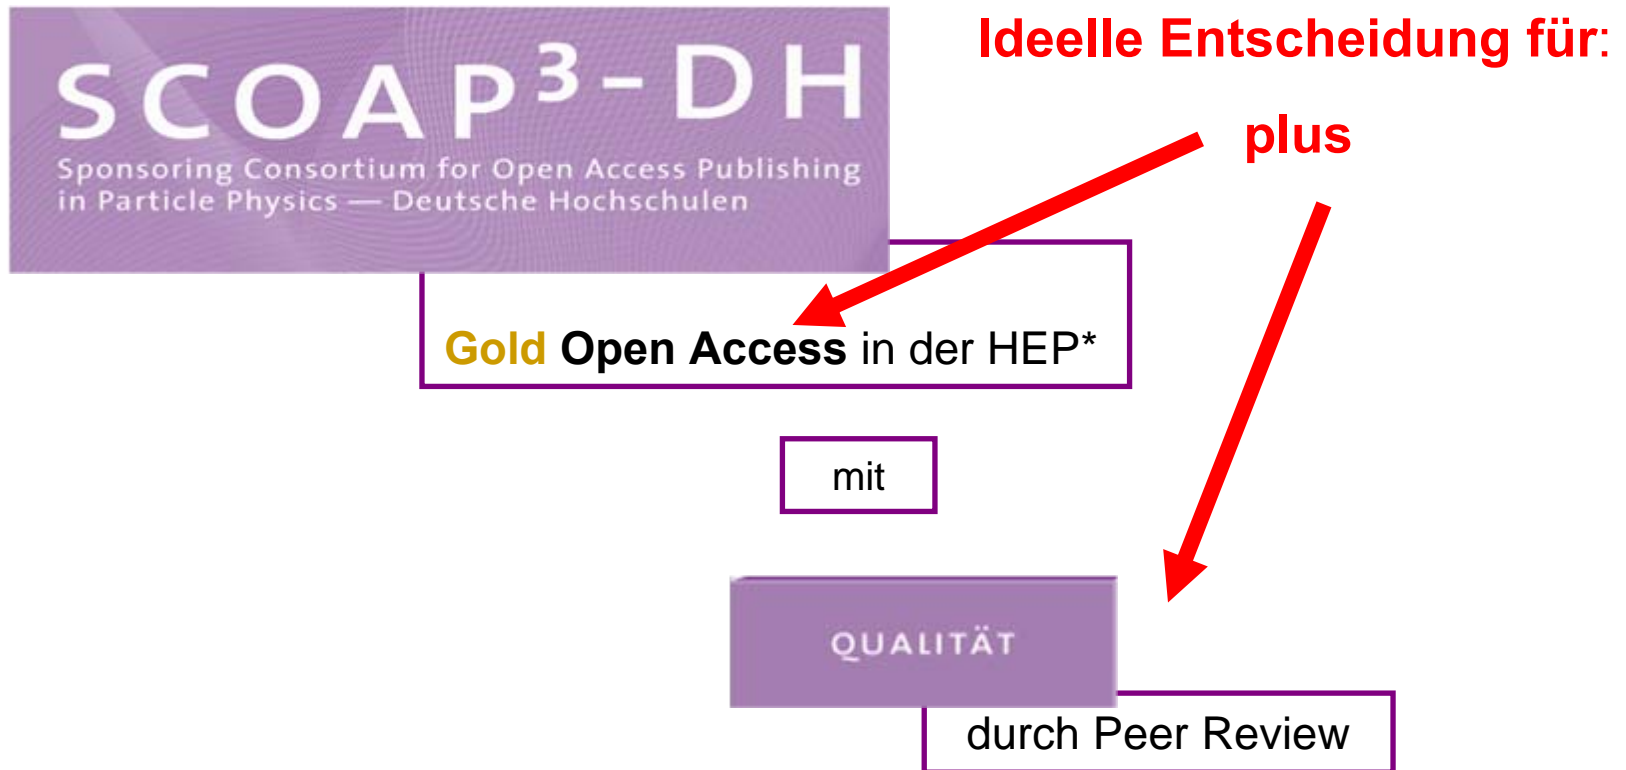 SCOAP³-DH
Sponsoring Consortium for Open Access Publishing
in Particle Physics — Deutsche Hochschulen
Ideelle Entscheidung für:
plus
Gold Open Access in der HEP*
mit
QUALITÄT
durch Peer Review